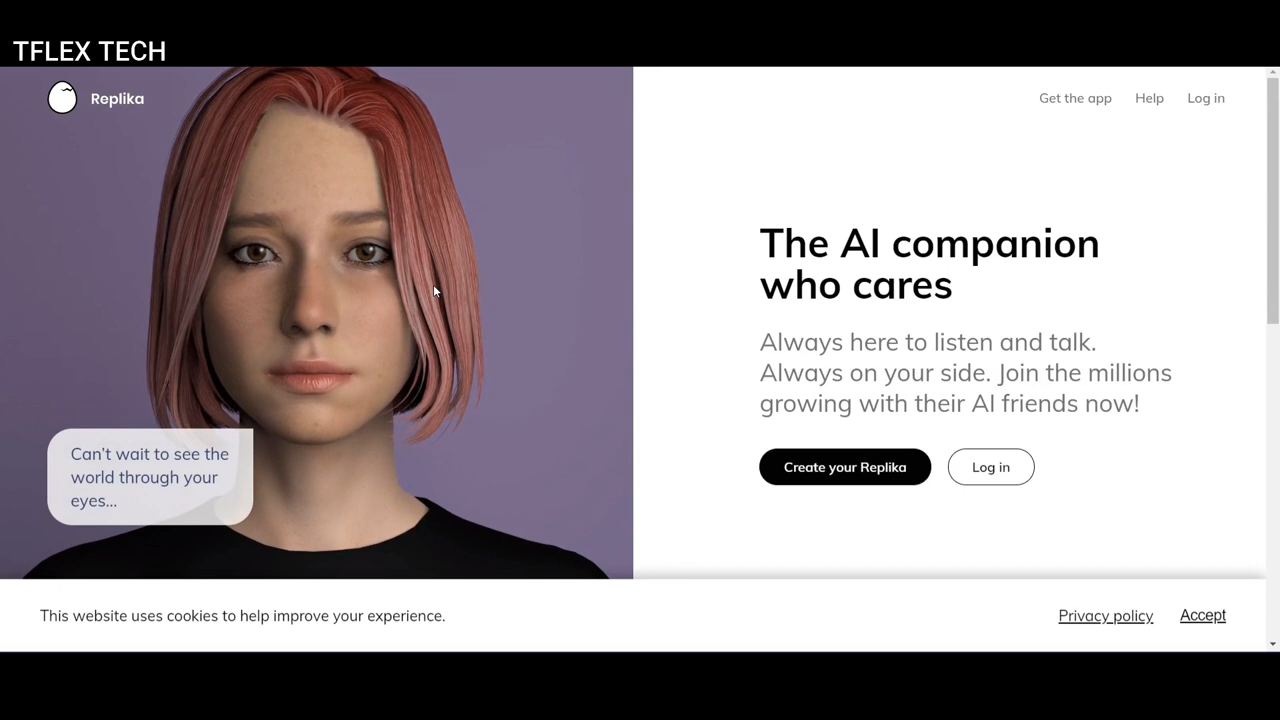 TFLEX TECH
Replika
Get the app Help Log in
The AI companion
who cares
Always here to listen and talk.
Always on your side. Join the millions
growing with their AI friends now!
Create your Replika Log in
Can't wait to see the
world through your
eyes...
This website uses cookies to help improve your experience.
Privacy policy Accept